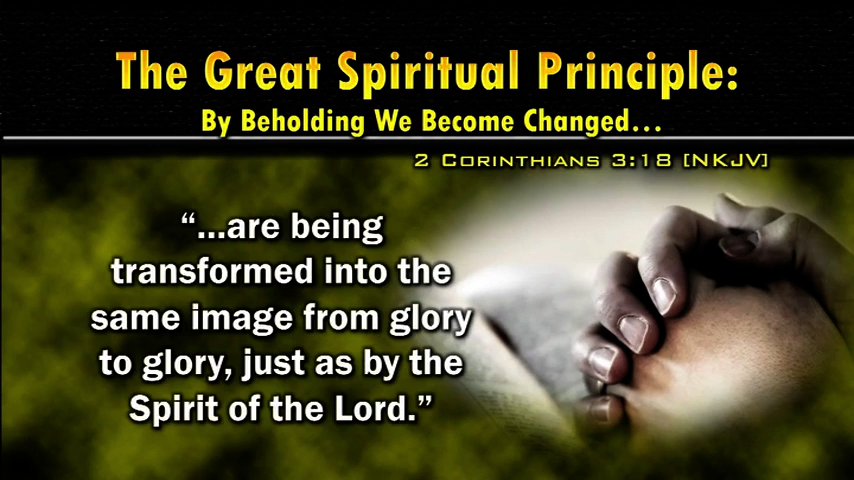 The Great Spiritual Principle:
By Beholding We Become Changed...
2 Corinthians 3:18 [NKJV]
“...are being
transformed into the
same image from glory
to glory, just as by the
Spirit of the Lord.”